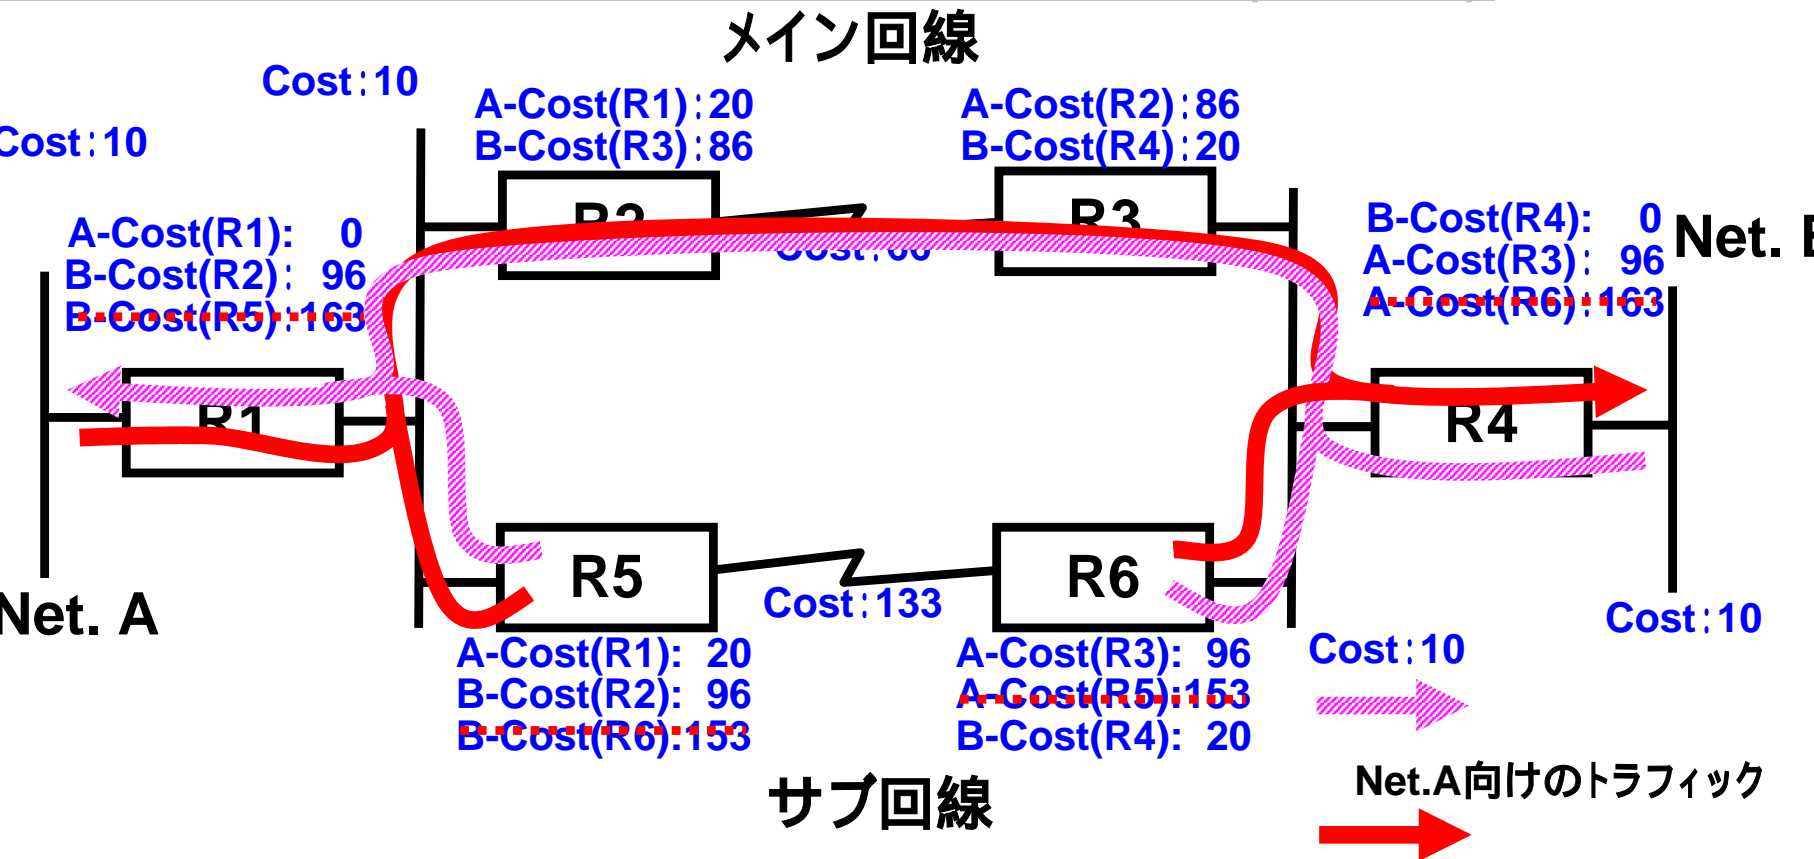 メイン回線
Cost:10
A-Cost(R1):20
B-Cost(R3):86
A-Cost(R2):86
B-Cost(R4):20
Cost:10
A-Cost(R1): 0
B-Cost(R2): 96
B-Cost(R5):163
R2
R3
B-Cost(R4): 0
A-Cost(R3): 96
A-Cost(R6):163
Net.
R1
R4
R5
Cost:133
R6
Net. A
A-Cost(R1): 20
B-Cost(R2): 96
B-Cost(R6):153
A-Cost(R3): 96
A-Cost(R5):153
B-Cost(R4): 20
Cost:10
Cost:10
サブ回線
Net.A向けのトラフィック